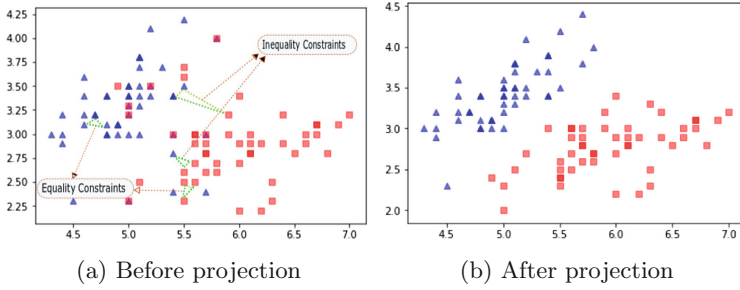 4.25
4.00
3.75
3.50
3.25
3.00
2.75
2.50
2.25
Inequality Constraints
Equality Constraints
4.5 5.0 5.5 6.0 6.5 7.0
4.5
4.0
3.5
3.0
2.5
2.0
4.5 5.0 5.5 6.0 6.5 7.0
(a) Before projection
(b) After projection